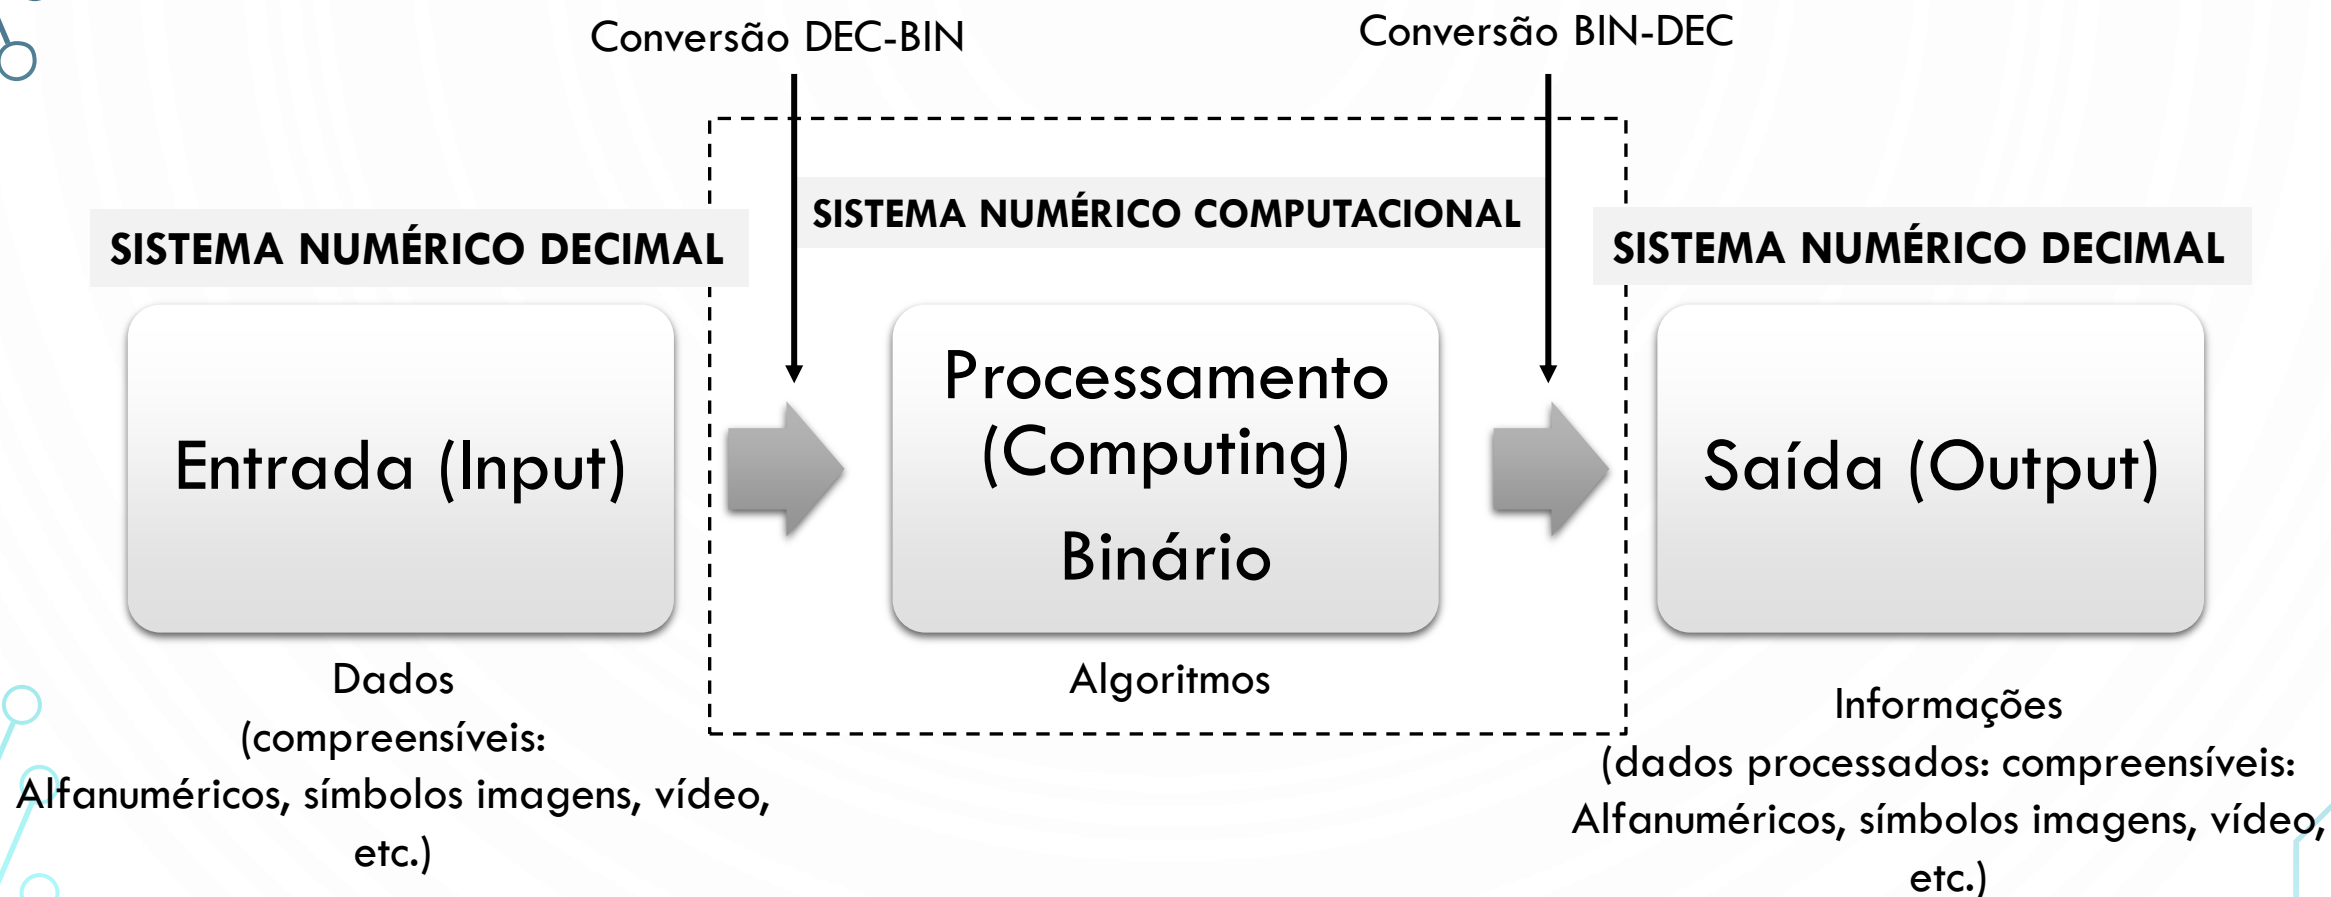 Conversão DEC-BIN
Conversão BIN-DEC
SISTEMA NUMÉRICO DECIMAL
SISTEMA NUMÉRICO COMPUTACIONAL
SISTEMA NUMÉRICO DECIMAL
Entrada (Input)
Processamento
(Computing)
Binário
Saída (Output)
Dados
(compreensíveis:
Alfanuméricos, símbolos imagens, vídeo,
etc.)
Algoritmos
Informações
(dados processados: compreensíveis:
Alfanuméricos, símbolos imagens, vídeo,
etc.)